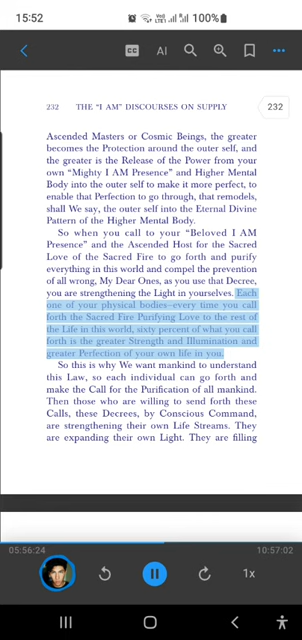 15:52
Vo)) LTE1 100%
CC AI
232 THE "I AM" DISCOURSES ON SUPPLY
232
Ascended Masters or Cosmic Beings, the greater
becomes the Protection around the outer self, and
the greater is the Release of the Power from your
own "Mighty I AM Presence" and Higher Mental
Body into the outer self to make it more perfect, to
enable that Perfection to go through, that remodels,
shall We say, the outer self into the Eternal Divine
Pattern of the Higher Mental Body.
So when you call to your "Beloved I AM
Presence" and the Ascended Host for the Sacred
Love of the Sacred Fire to go forth and purify
everything in this world and compel the prevention
of all wrong, My Dear Ones, as you use that Decree,
you are strengthening the Light in yourselves. Each
one of your physical bodies—every time you call
forth the Sacred Fire Purifying Love to the rest of
the Life in this world, sixty percent of what you call
forth is the greater Strength and Illumination and
greater Perfection of your own life in you.
So this is why We want mankind to understand
this Law, so each individual can go forth and
make the Call for the Purification of all mankind.
Then those who are willing to send forth these
Calls, these Decrees, by Conscious Command,
are strengthening their own Life Streams. They
are expanding their own Light. They are filling
05:56:24 10:57:02
1x